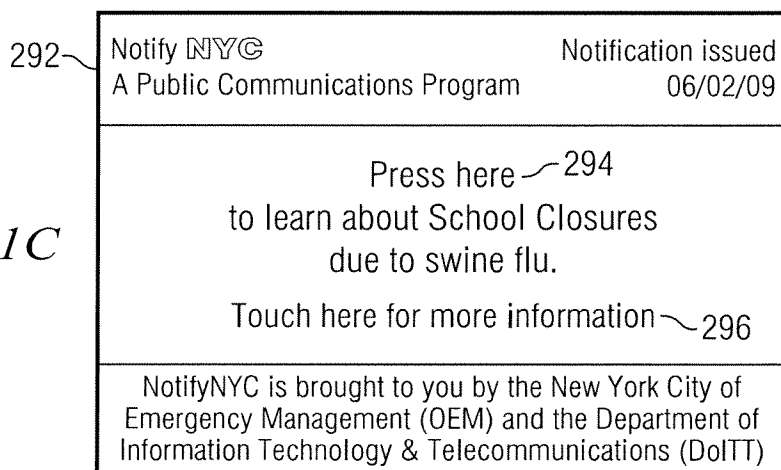 292
Notify NYC
Notification issued
A Public Communications Program
06/02/09
1C
Press here 294
to learn about School Closures
due to swine flu.
Touch here for more information 296
NotifyNYC is brought to you by the New York City of
Emergency Management (OEM) and the Department of
Information Technology & Telecommunications (DoITT)